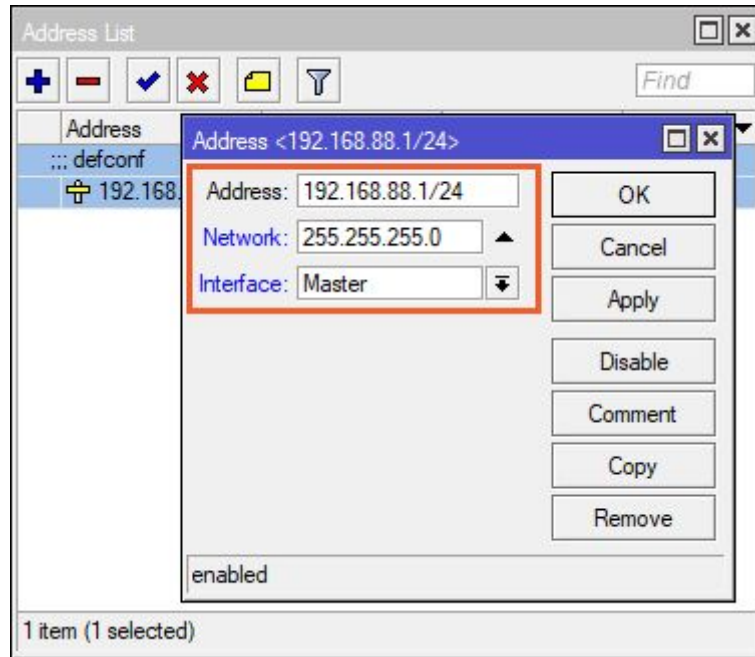 Address List
Find
Address
;;; defconf
192.168.
Address <192.168.88.1/24>
Address: 192.168.88.1/24
Network: 255.255.255.0
Interface: Master
OK
Cancel
Apply
Disable
Comment
Copy
Remove
enabled
1 item (1 selected)